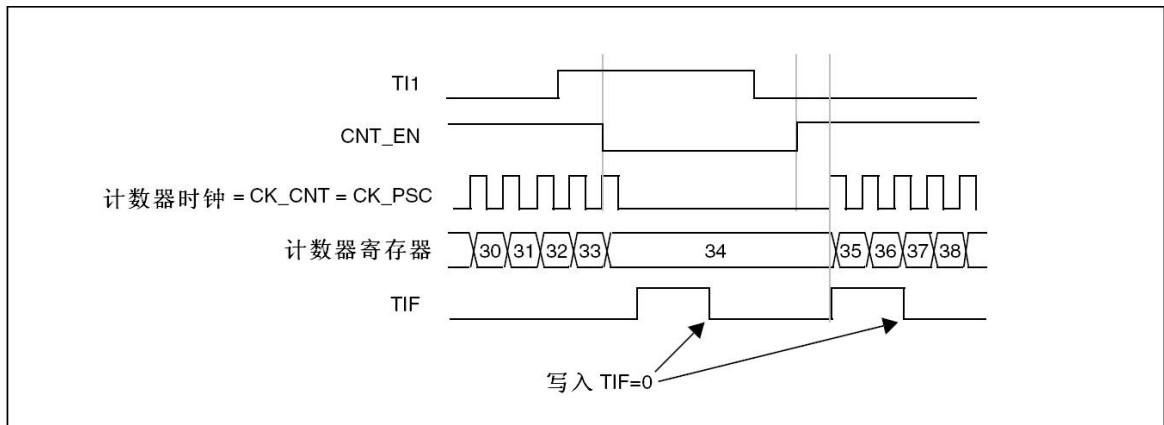 TI1
CNT_EN
计数器时钟 = CK_CNT = CK_PSC
计数器寄存器 30 31 32 33 34 35 36 37 38
TIF
写入 TIF=0